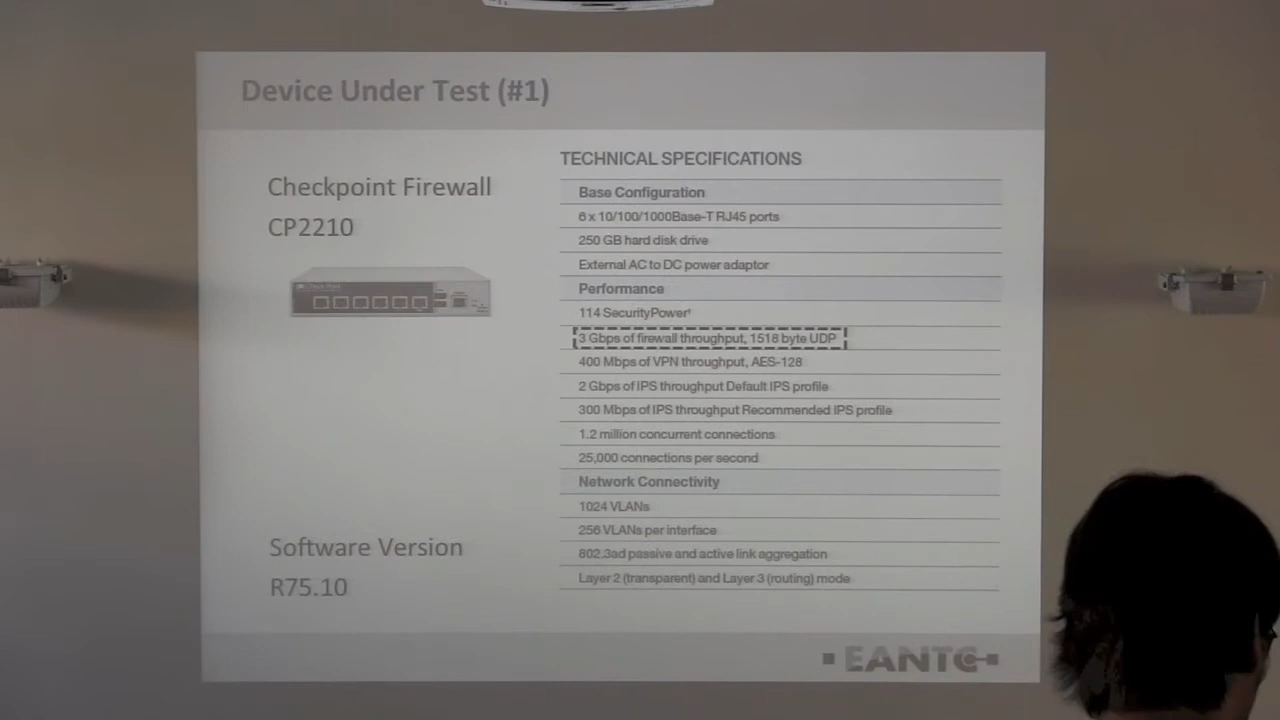 Device Under Test (#1)
Checkpoint Firewall
CP2210
Software Version
R75.10
TECHNICAL SPECIFICATIONS
Base Configuration
6 x 10/100/1000Base-T RJ45 ports
250 GB hard disk drive
External AC to DC power adaptor
Performance
114 SecurityPower¹
3 Gbps of firewall throughput, 1518 byte UDP
400 Mbps of VPN throughput, AES-128
2 Gbps of IPS throughput Default IPS profile
300 Mbps of IPS throughput Recommended IPS profile
1.2 million concurrent connections
25,000 connections per second
Network Connectivity
1024 VLANs
256 VLANs per interface
802.3ad passive and active link aggregation
Layer 2 (transparent) and Layer 3 (routing) mode
EANTC